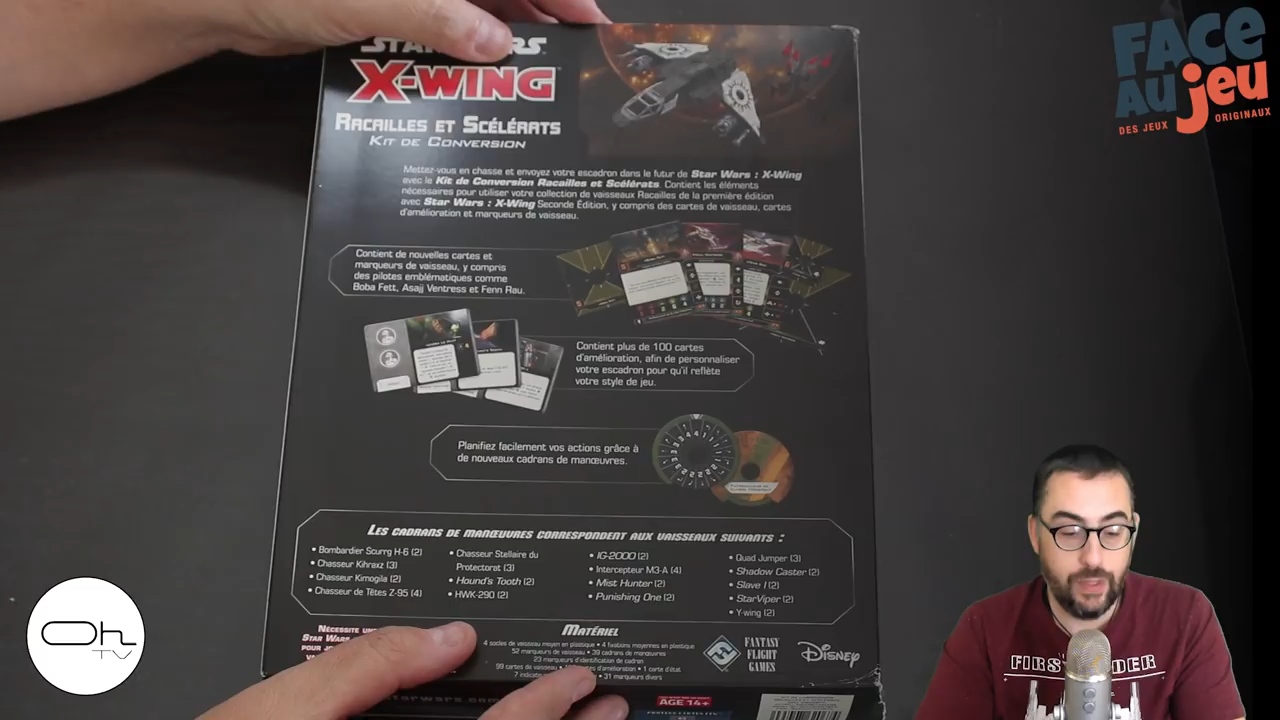 STAR WARS
X-WING
RACAILLES ET SCÉLÉRATS
KIT DE CONVERSION
Mettez-vous en chasse et envoyez votre escadron dans le futur de Star Wars : X-Wing
avec le Kit de Conversion Racailles et Scélérats. Contient les éléments
nécessaires pour utiliser votre collection de vaisseaux Racailles de la première édition
avec Star Wars : X-Wing Seconde Édition, y compris des cartes de vaisseau, cartes
d'amélioration et marqueurs de vaisseau.
Contient de nouvelles cartes et
marqueurs de vaisseau, y compris
des pilotes emblématiques comme
Boba Fett, Asajj Ventress et Fenn Rau.
Contient plus de 100 cartes
d'amélioration, afin de personnaliser
votre escadron pour qu'il reflète
votre style de jeu.
Planifiez facilement vos actions grâce à
de nouveaux cadrans de manœuvres.
LES CADRANS DE MANŒUVRES CORRESPONDENT AUX VAISSEAUX SUIVANTS :
• Bombardier Scurrg H-6 (2)
• Chasseur Kihraxz (3)
• Chasseur Kimogila (2)
• Chasseur de Têtes Z-95 (4)
• Chasseur Stellaire du
Protectorat (3)
• Hound's Tooth (2)
• HWK-290 (2)
• IG-2000 (2)
• Intercepteur M3-A (4)
• Mist Hunter (2)
• Punishing One (2)
• Quad Jumper (3)
• Shadow Caster (2)
• Slave I (2)
• StarViper (2)
• Y-wing (2)
NÉCESSITE UNE
STAR WARS
POUR J
MATÉRIEL
4 socles de vaisseau moyen en plastique • 4 fixations moyennes en plastique
52 marqueurs de vaisseau • 39 cadrans de manœuvres
23 marqueurs d'identification de cadran
99 cartes de vaisseau • d'amélioration • 1 carte d'état
7 indicateurs • 31 marqueurs divers
FANTASY
FLIGHT
GAMES
Disney
AGE 14+
FACE
AU jeu
DES JEUX ORIGINAUX
Oh
TV